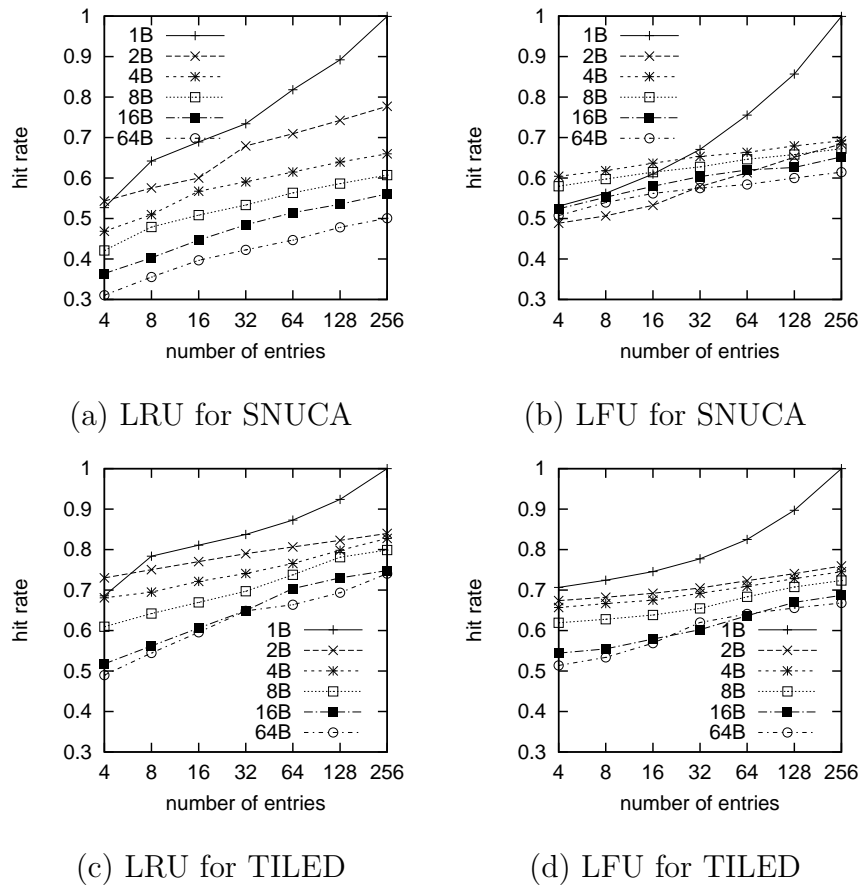 1
0.9
0.8
0.7
0.6
0.5
0.4
0.3
hit rate
4 8 16 32 64 128 256
number of entries
1B
2B
4B
8B
16B
64B
(a) LRU for SNUCA
1
0.9
0.8
0.7
0.6
0.5
0.4
0.3
hit rate
4 8 16 32 64 128 256
number of entries
1B
2B
4B
8B
16B
64B
(b) LFU for SNUCA
1
0.9
0.8
0.7
0.6
0.5
0.4
0.3
hit rate
4 8 16 32 64 128 256
number of entries
1B
2B
4B
8B
16B
64B
(c) LRU for TILED
1
0.9
0.8
0.7
0.6
0.5
0.4
0.3
hit rate
4 8 16 32 64 128 256
number of entries
1B
2B
4B
8B
16B
64B
(d) LFU for TILED